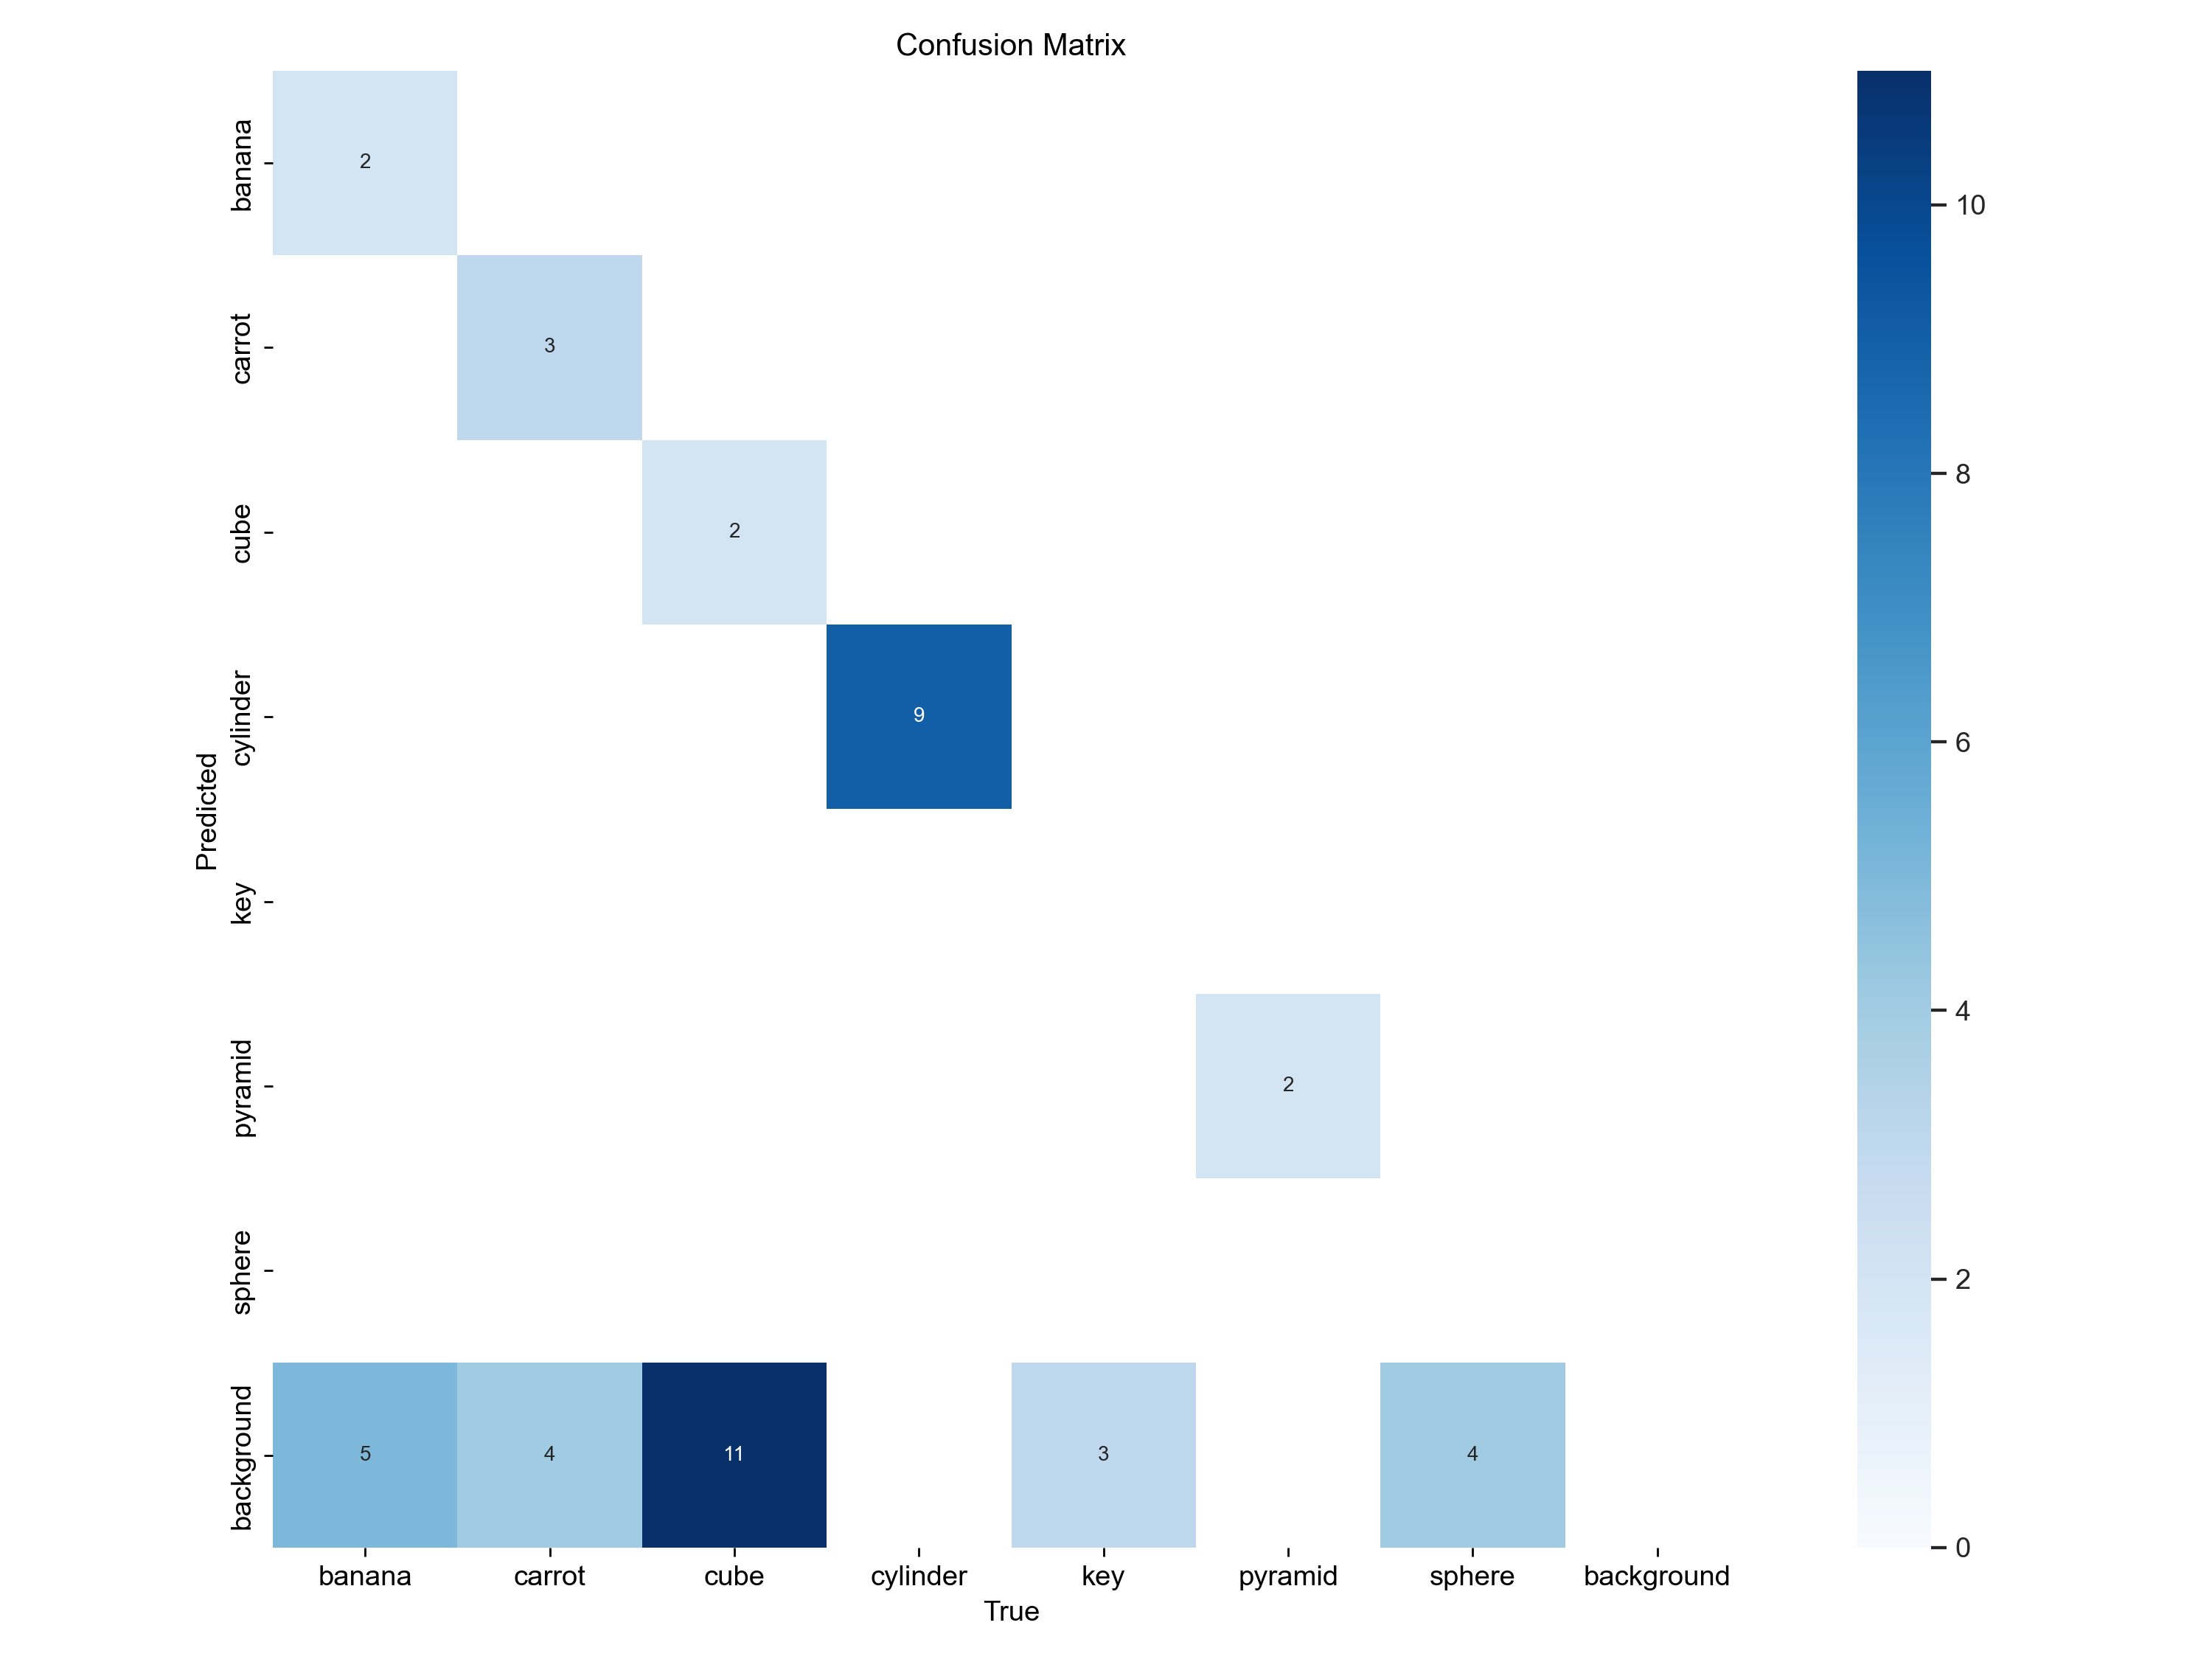 Confusion Matrix
banana
2
carrot
3
cube
2
cylinder
9
key
pyramid
2
sphere
background
5 4 11 3 4
Predicted
banana carrot cube cylinder key pyramid sphere background
True
10
8
6
4
2
0